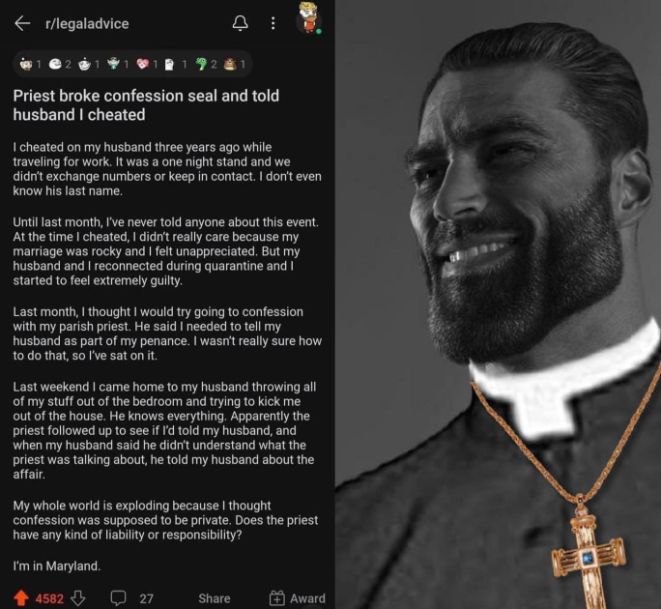 r/legaladvice
1 2 1 1 1 1 2 1
Priest broke confession seal and told
husband I cheated
I cheated on my husband three years ago while
traveling for work. It was a one night stand and we
didn't exchange numbers or keep in contact. I don't even
know his last name.
Until last month, I've never told anyone about this event.
At the time I cheated, I didn't really care because my
marriage was rocky and I felt unappreciated. But my
husband and I reconnected during quarantine and I
started to feel extremely guilty.
Last month, I thought I would try going to confession
with my parish priest. He said I needed to tell my
husband as part of my penance. I wasn't really sure how
to do that, so I've sat on it.
Last weekend I came home to my husband throwing all
of my stuff out of the bedroom and trying to kick me
out of the house. He knows everything. Apparently the
priest followed up to see if I'd told my husband, and
when my husband said he didn't understand what the
priest was talking about, he told my husband about the
affair.
My whole world is exploding because I thought
confession was supposed to be private. Does the priest
have any kind of liability or responsibility?
I'm in Maryland.
4582 27 Share Award